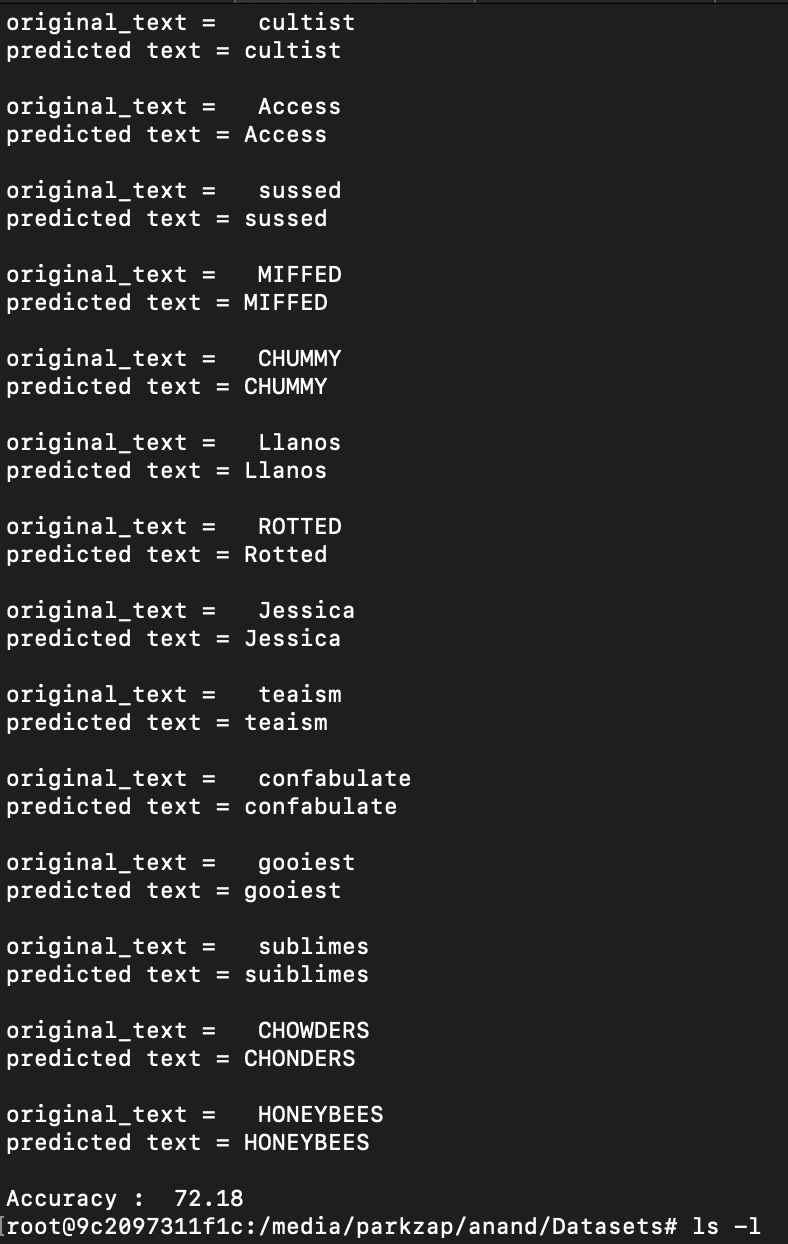 original_text =   cultist
predicted text = cultist
original_text =   Access
predicted text = Access
original_text =   sussed
predicted text = sussed
original_text =   MIFFED
predicted text = MIFFED
original_text =   CHUMMY
predicted text = CHUMMY
original_text =   Llanos
predicted text = Llanos
original_text =   ROTTED
predicted text = Rotted
original_text =   Jessica
predicted text = Jessica
original_text =   teaism
predicted text = teaism
original_text =   confabulate
predicted text = confabulate
original_text =   gooiest
predicted text = gooiest
original_text =   sublimes
predicted text = suiblimes
original_text =   CHOWDERS
predicted text = CHONDERS
original_text =   HONEYBEES
predicted text = HONEYBEES
Accuracy :  72.18
[root@9c2097311f1c:/media/parkzap/anand/Datasets# ls -l